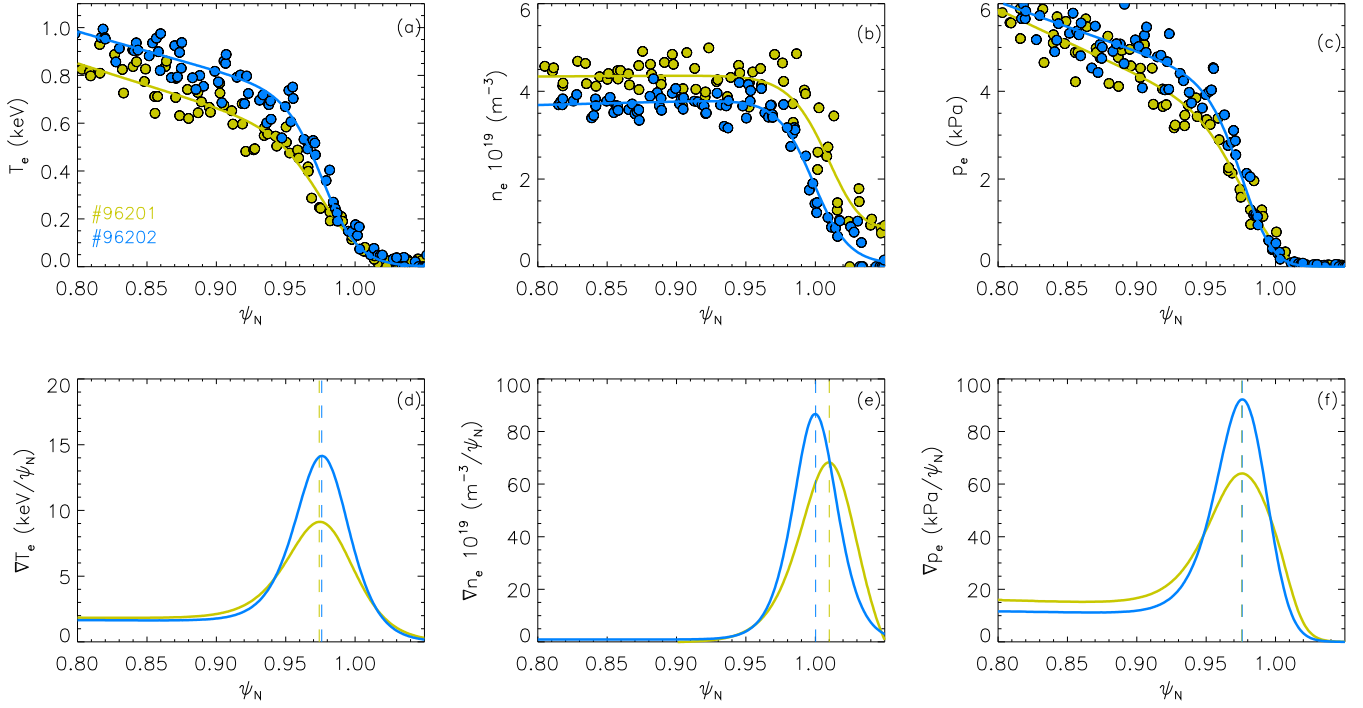 (a)
T_e (keV)
1.0
0.8
0.6
0.4
0.2
0.0
#96201
#96202
0.80 0.85 0.90 0.95 1.00
ψ_N
(b)
n_e 10^19 (m^-3)
6
4
2
0
0.80 0.85 0.90 0.95 1.00
ψ_N
(c)
p_e (kPa)
6
4
2
0
0.80 0.85 0.90 0.95 1.00
ψ_N
(d)
∇T_e (keV/ψ_N)
20
15
10
5
0
0.80 0.85 0.90 0.95 1.00
ψ_N
(e)
∇n_e 10^19 (m^-3/ψ_N)
100
80
60
40
20
0
0.80 0.85 0.90 0.95 1.00
ψ_N
(f)
∇p_e (kPa/ψ_N)
100
80
60
40
20
0
0.80 0.85 0.90 0.95 1.00
ψ_N